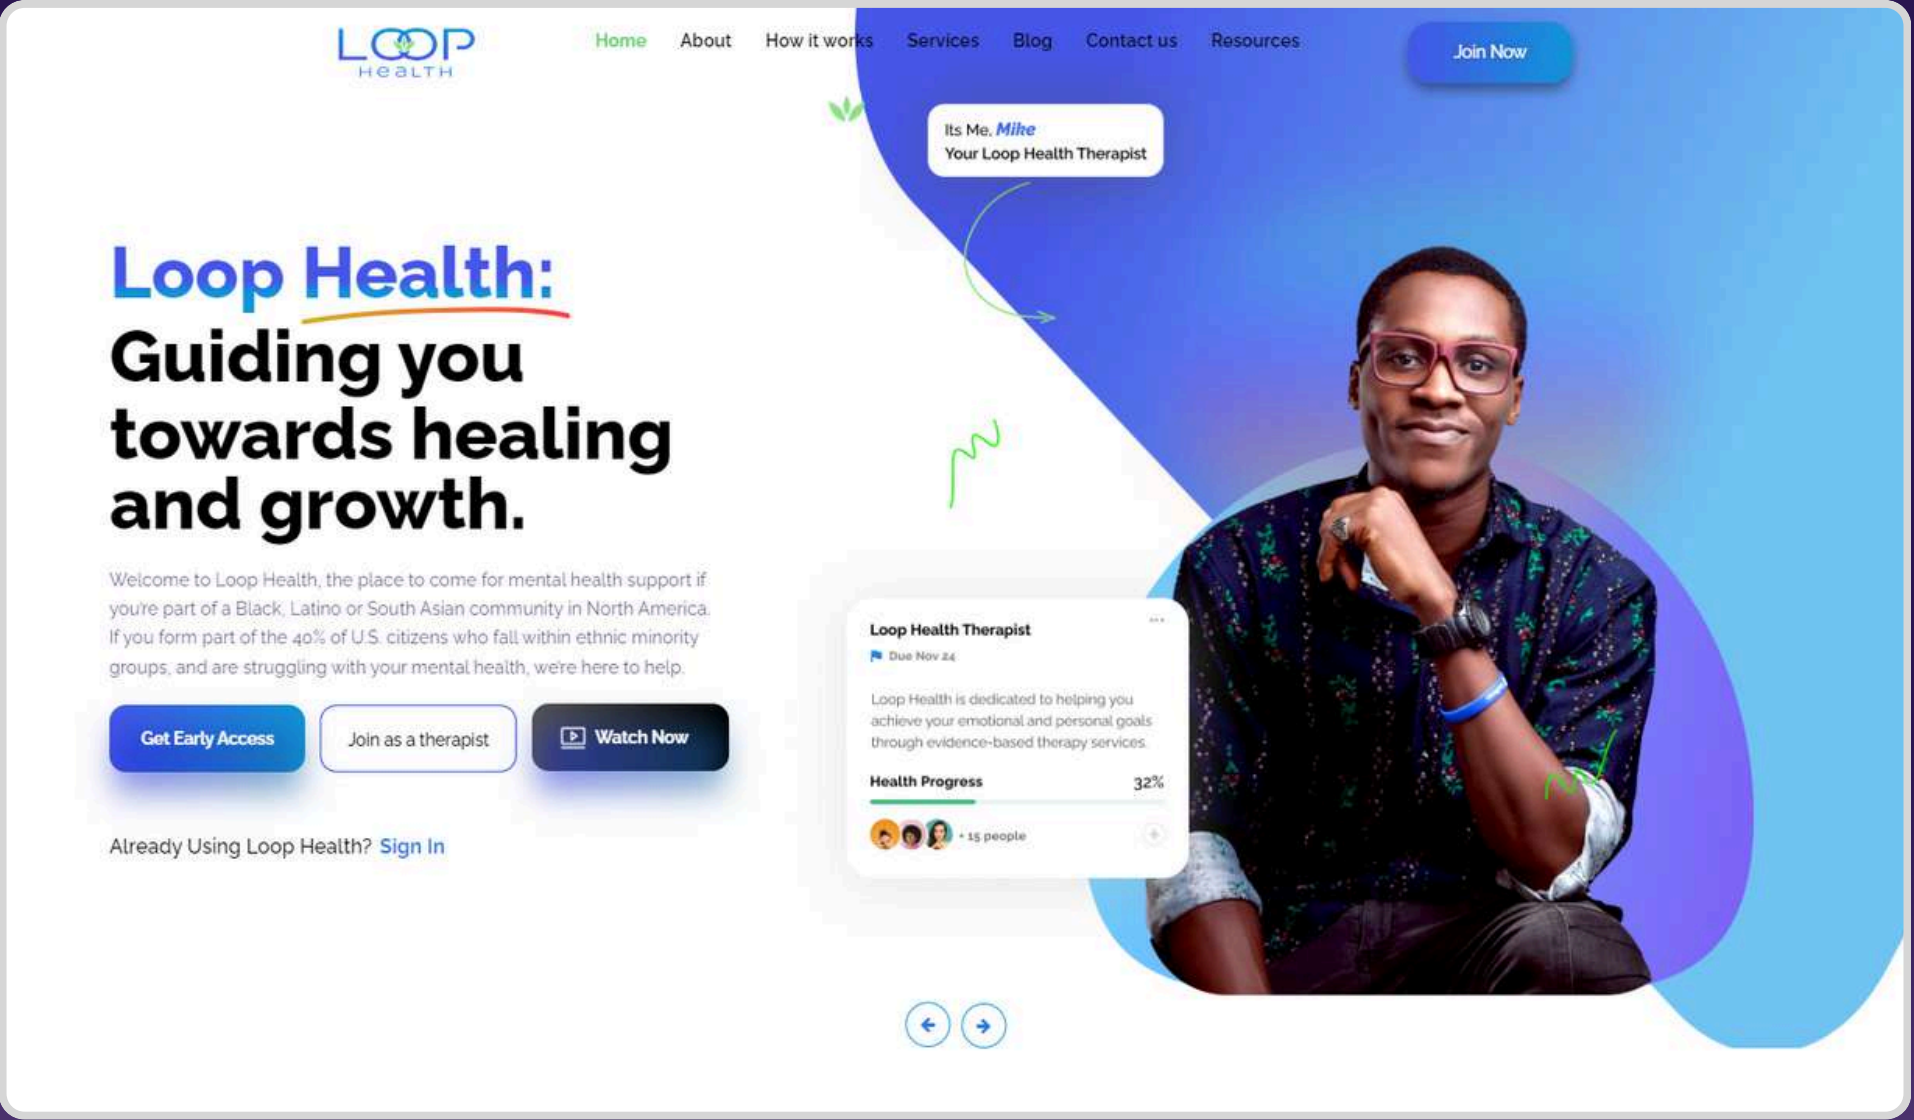 LOOP
HealTH
Home About How it works Services Blog Contact us Resources
Join Now
Its Me, Mike
Your Loop Health Therapist
Loop Health:
Guiding you
towards healing
and growth.
Welcome to Loop Health, the place to come for mental health support if
you're part of a Black, Latino or South Asian community in North America.
If you form part of the 40% of U.S. citizens who fall within ethnic minority
groups, and are struggling with your mental health, we're here to help.
Get Early Access
Join as a therapist
Watch Now
Already Using Loop Health? Sign In
Loop Health Therapist
Due Nov 24
Loop Health is dedicated to helping you
achieve your emotional and personal goals
through evidence-based therapy services.
Health Progress 32%
+ 15 people